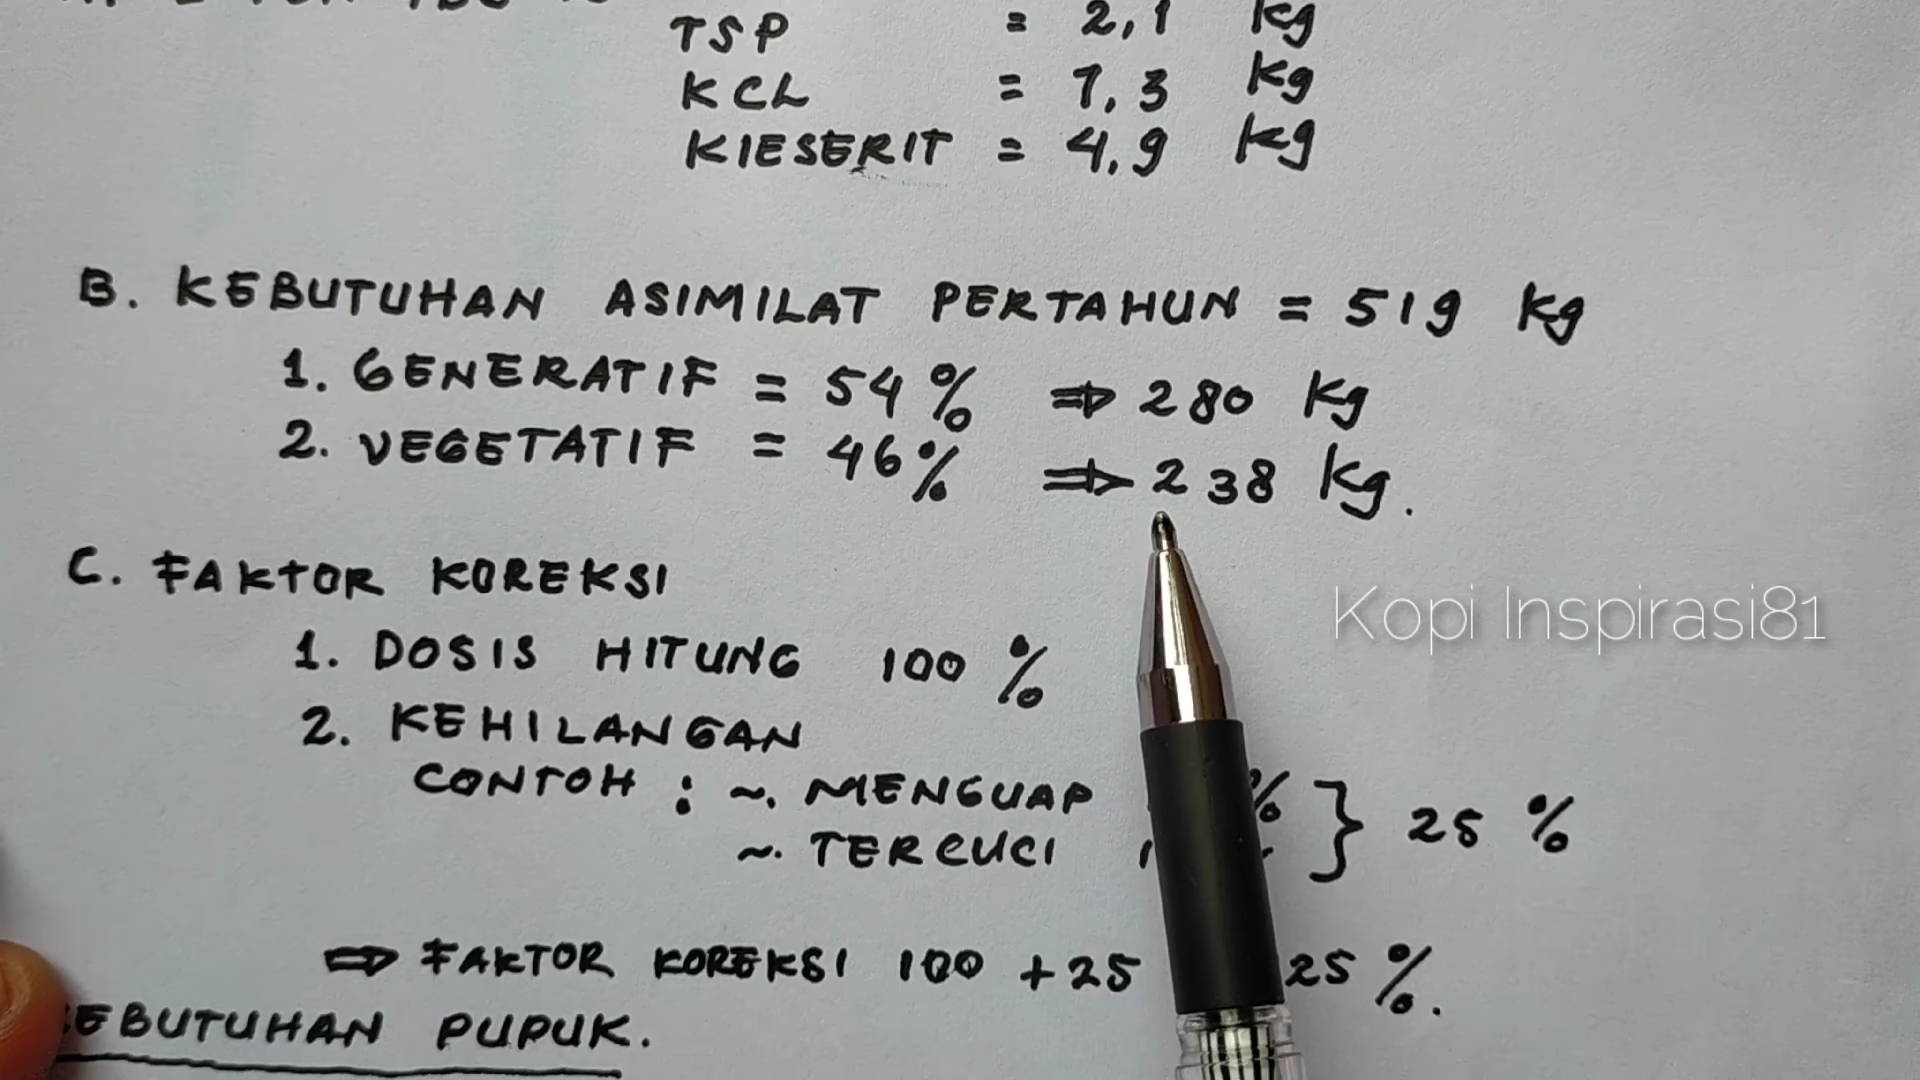 TSP = 2,1 kg
KCL = 7,3 kg
KIESERIT = 4,9 kg
B. KEBUTUHAN ASIMILAT PERTAHUN = 519 kg
1. GENERATIF = 54% ⇒ 280 kg
2. VEGETATIF = 46% ⇒ 238 kg.
C. FAKTOR KOREKSI
Kopi Inspirasi81
1. DOSIS HITUNG 100 %
2. KEHILANGAN
CONTOH : ~. MENGUAP % } 25 %
~. TERCUCI
⇒ FAKTOR KOREKSI 100 + 25 25 %.
EBUTUHAN PUPUK.